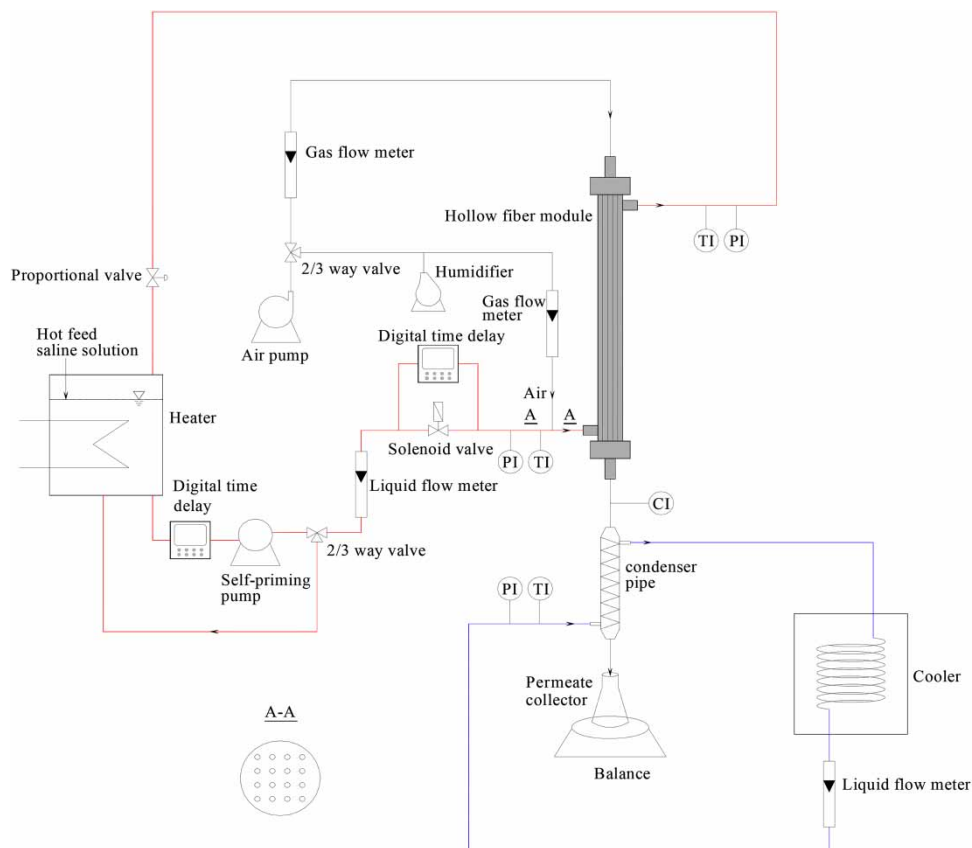 Gas flow meter
Hollow fiber module
TI
PI
Proportional valve
2/3 way valve
Humidifier
Gas flow
meter
Hot feed
saline solution
Air pump
Digital time delay
Heater
Air
A
A
Solenoid valve
PI
TI
Digital time
delay
Liquid flow meter
CI
2/3 way valve
Self-priming
pump
condenser
pipe
PI
TI
Permeate
collector
Cooler
A-A
Balance
Liquid flow meter